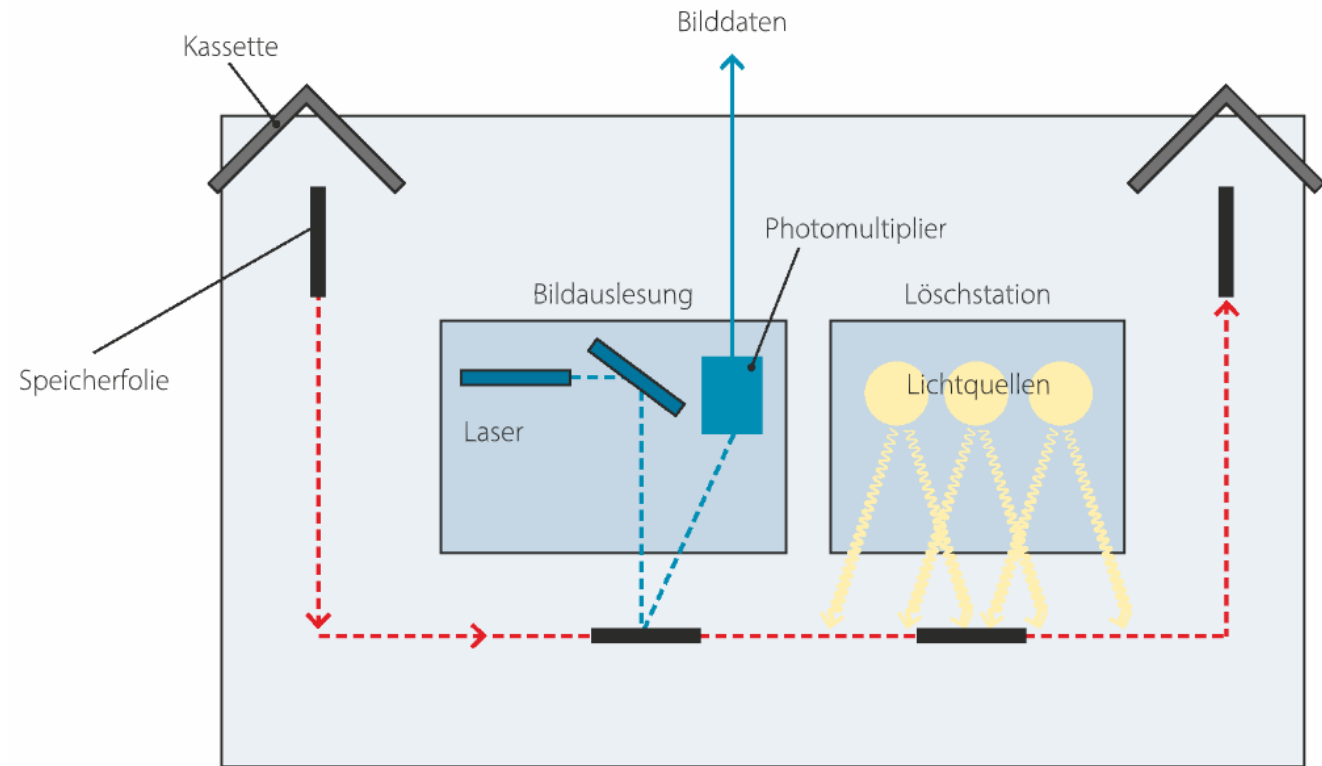 Bilddaten
Kassette
Photomultiplier
Bildauslesung
Löschstation
Speicherfolie
Lichtquellen
Laser